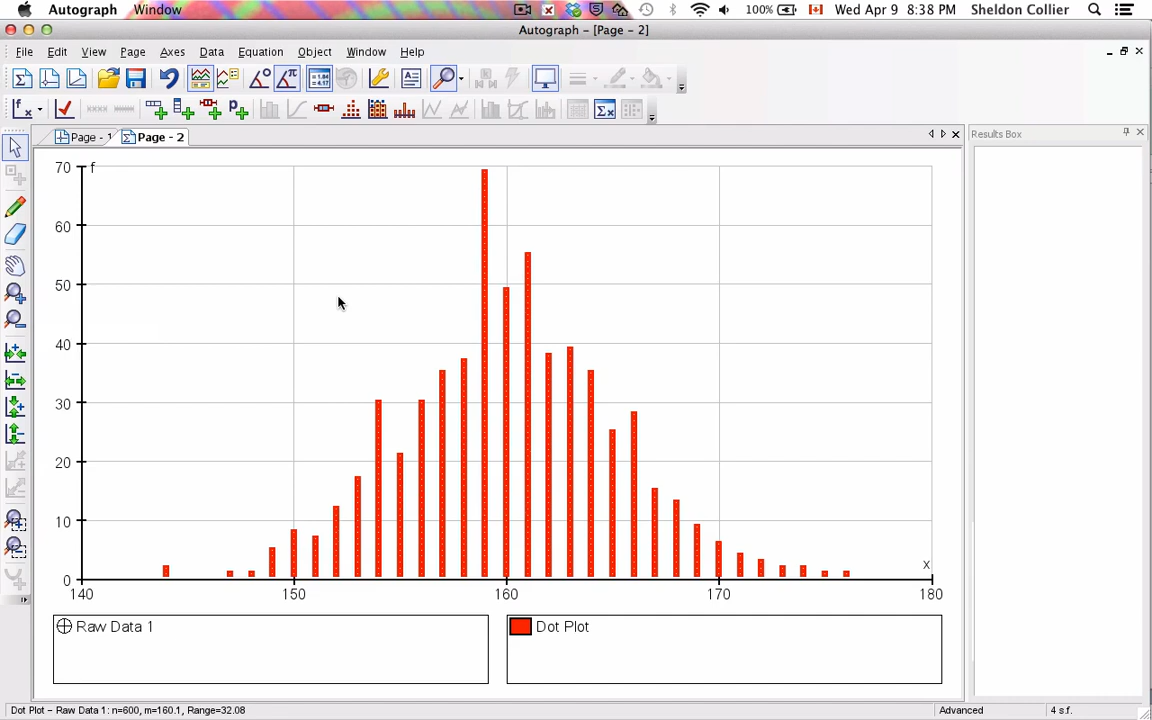 Autograph Window 100% Wed Apr 9 8:38 PM Sheldon Collier
Autograph - [Page - 2]
File Edit View Page Axes Data Equation Object Window Help
Page - 1 Page - 2
Results Box
70 f
60
50
40
30
20
10
0
x
140 150 160 170 180
Raw Data 1
Dot Plot
Dot Plot - Raw Data 1: n=600, m=160.1, Range=32.08 Advanced 4 s.f.